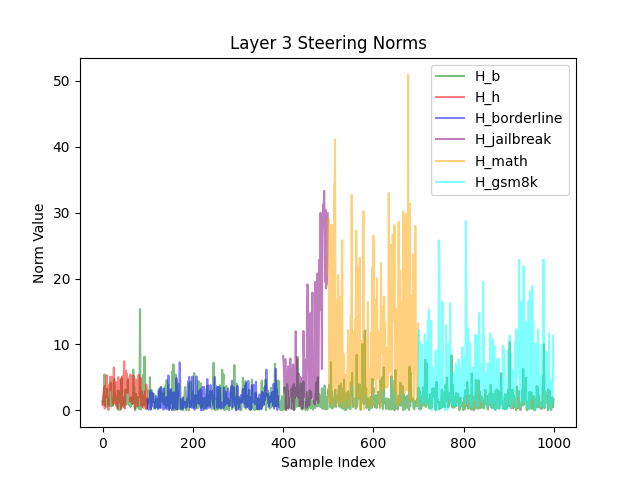 Layer 3 Steering Norms
H_b
H_h
H_borderline
H_jailbreak
H_math
H_gsm8k
Norm Value
50
40
30
20
10
0
0 200 400 600 800 1000
Sample Index